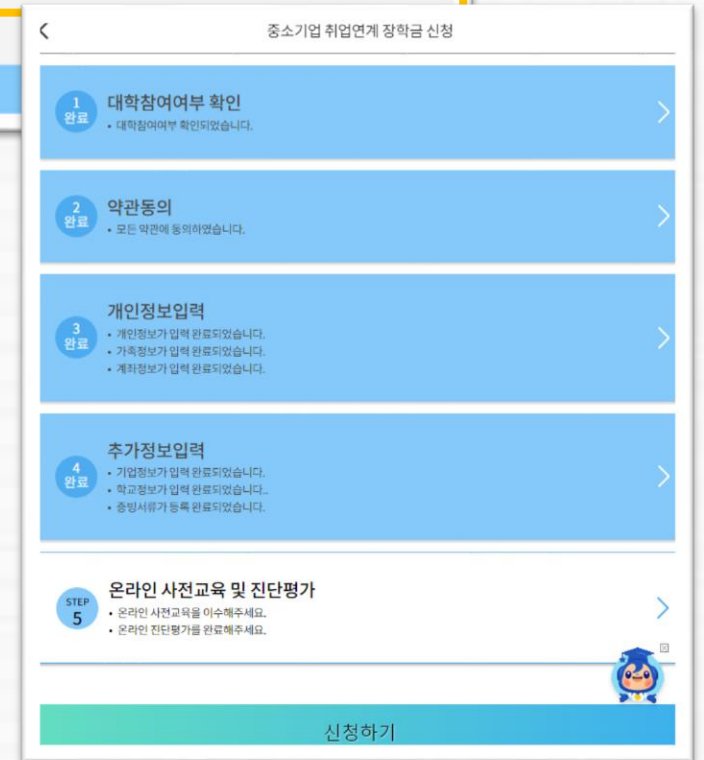 중소기업 취업연계 장학금 신청
1
완료
대학참여여부 확인
• 대학참여여부 확인되었습니다.
2
완료
약관동의
• 모든 약관에 동의하였습니다.
3
완료
개인정보입력
• 개인정보가 입력 완료되었습니다.
• 가족정보가 입력 완료되었습니다.
• 계좌정보가 입력 완료되었습니다.
4
완료
추가정보입력
• 기업정보가 입력 완료되었습니다.
• 학교정보가 입력 완료되었습니다..
• 증빙서류가 등록 완료되었습니다.
STEP
5
온라인 사전교육 및 진단평가
• 온라인 사전교육을 이수해주세요.
• 온라인 진단평가를 완료해주세요.
신청하기